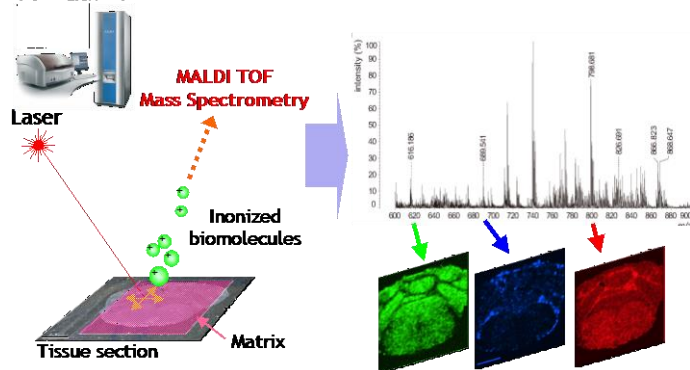 MALDI TOF
Mass Spectrometry
Laser
Inonized
biomolecules
Matrix
Tissue section
intensity (%)
100
90
80
70
60
50
40
30
20
10
0
616.186
689.541
798.681
826.691
866.823
868.647
600 620 640 660 680 700 720 740 760 780 800 820 840 860 880 900